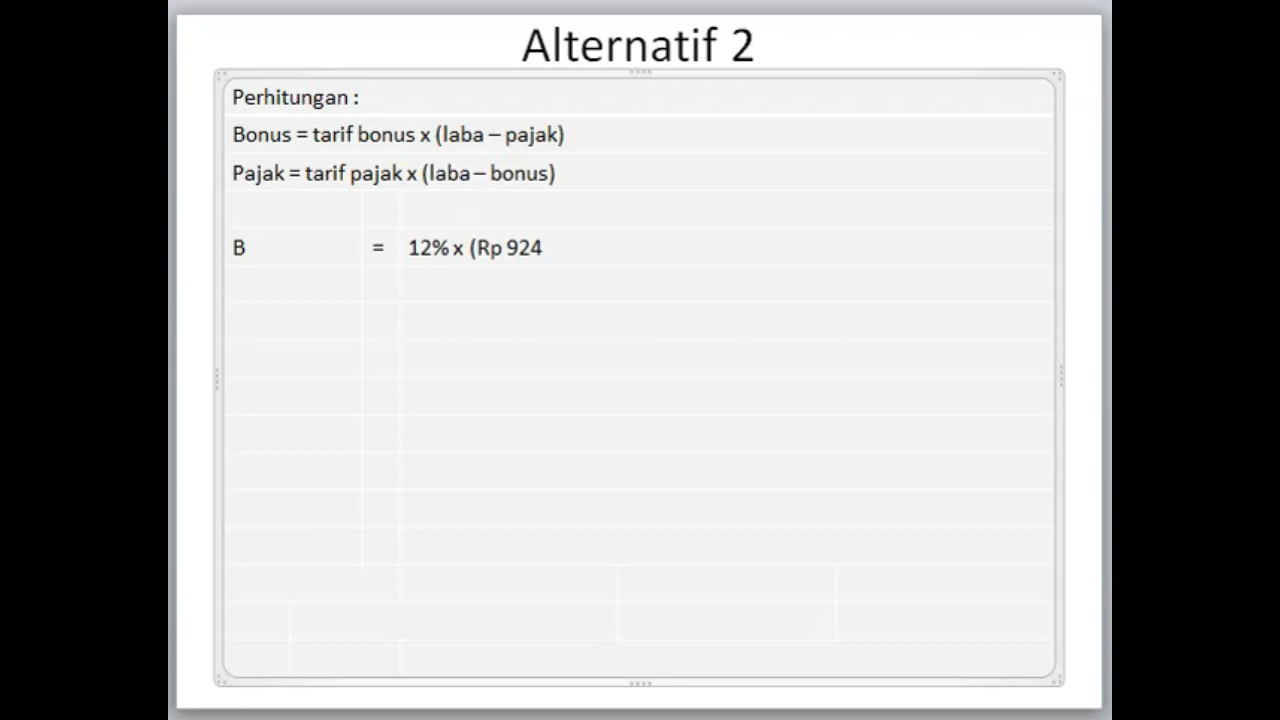 Alternatif 2
Perhitungan :
Bonus = tarif bonus x (laba – pajak)
Pajak = tarif pajak x (laba – bonus)
B = 12% x (Rp 924